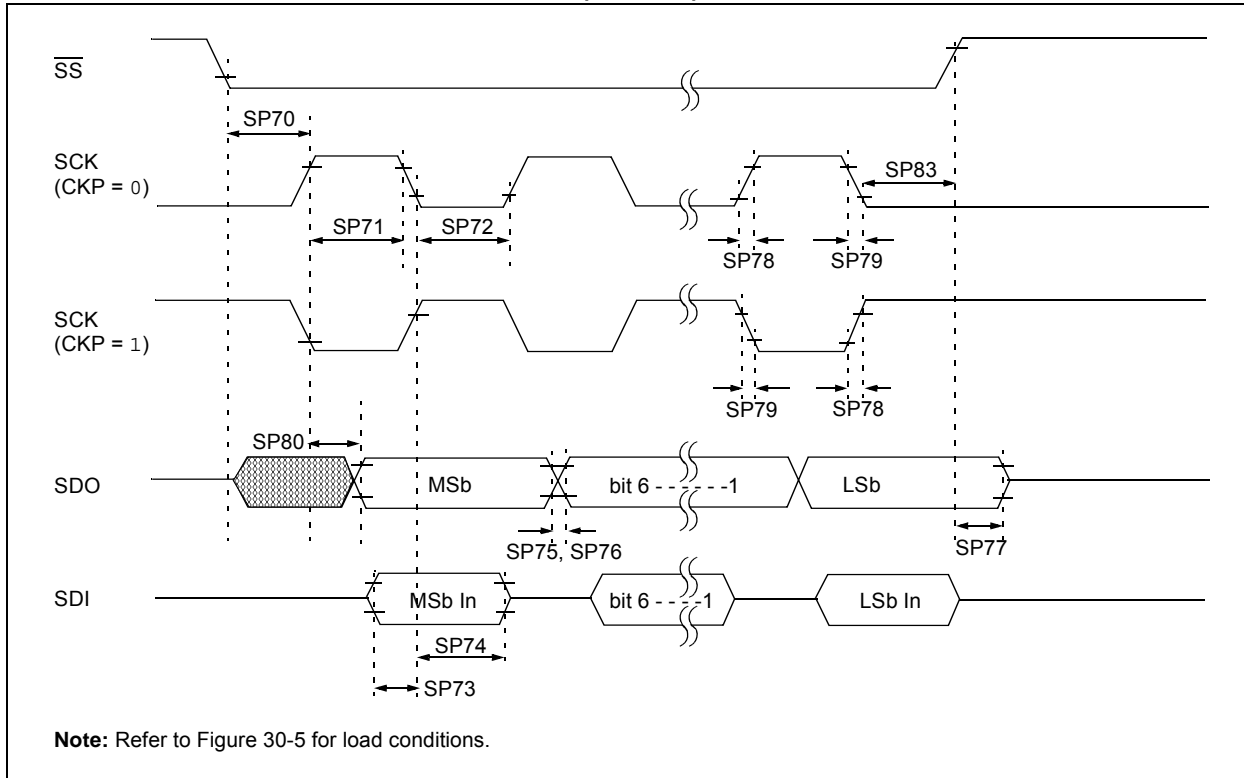 SS
SP70
SCK
(CKP = 0)
SP83
SP71
SP72
SP78
SP79
SCK
(CKP = 1)
SP79
SP78
SP80
SDO
MSb
bit 6 - - - - - -1
LSb
SP75, SP76
SP77
SDI
MSb In
bit 6 - - - -1
LSb In
SP74
SP73
Note: Refer to Figure 30-5 for load conditions.